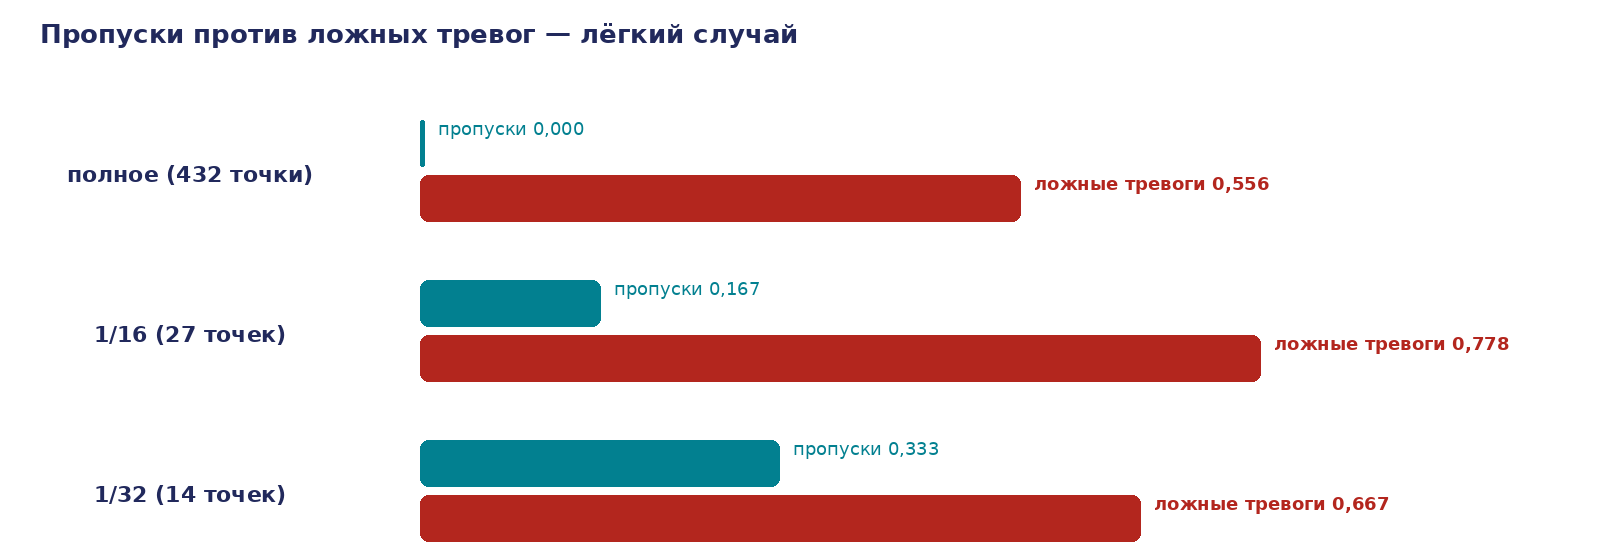 Пропуски против ложных тревог — лёгкий случай
пропуски 0,000
полное (432 точки)
ложные тревоги 0,556
пропуски 0,167
1/16 (27 точек)
ложные тревоги 0,778
пропуски 0,333
1/32 (14 точек)
ложные тревоги 0,667